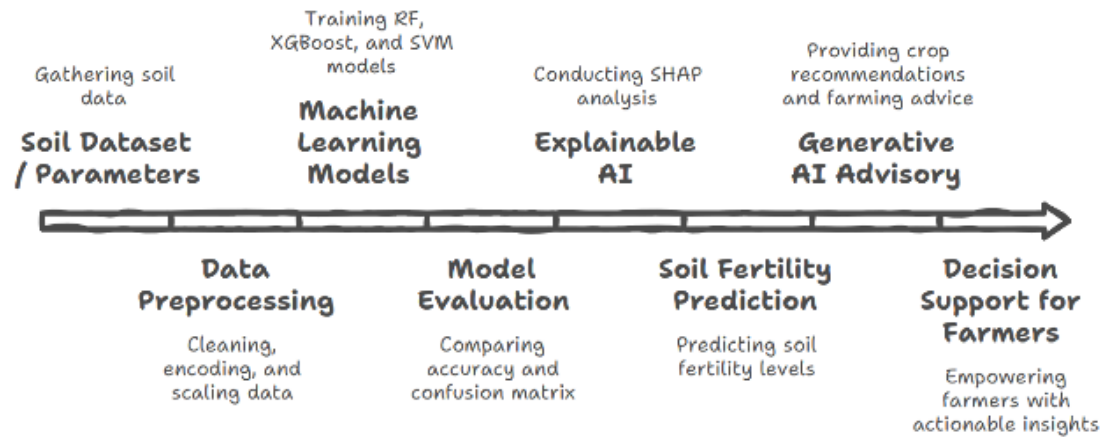 Gathering soil
data
Soil Dataset
/ Parameters
Training RF,
XGBoost, and SVM
models
Machine
Learning
Models
Conducting SHAP
analysis
Explainable
AI
Providing crop
recommendations
and farming advice
Generative
AI Advisory
Data
Preprocessing
Cleaning,
encoding, and
scaling data
Model
Evaluation
Comparing
accuracy and
confusion matrix
Soil Fertility
Prediction
Predicting soil
fertility levels
Decision
Support for
Farmers
Empowering
farmers with
actionable insights